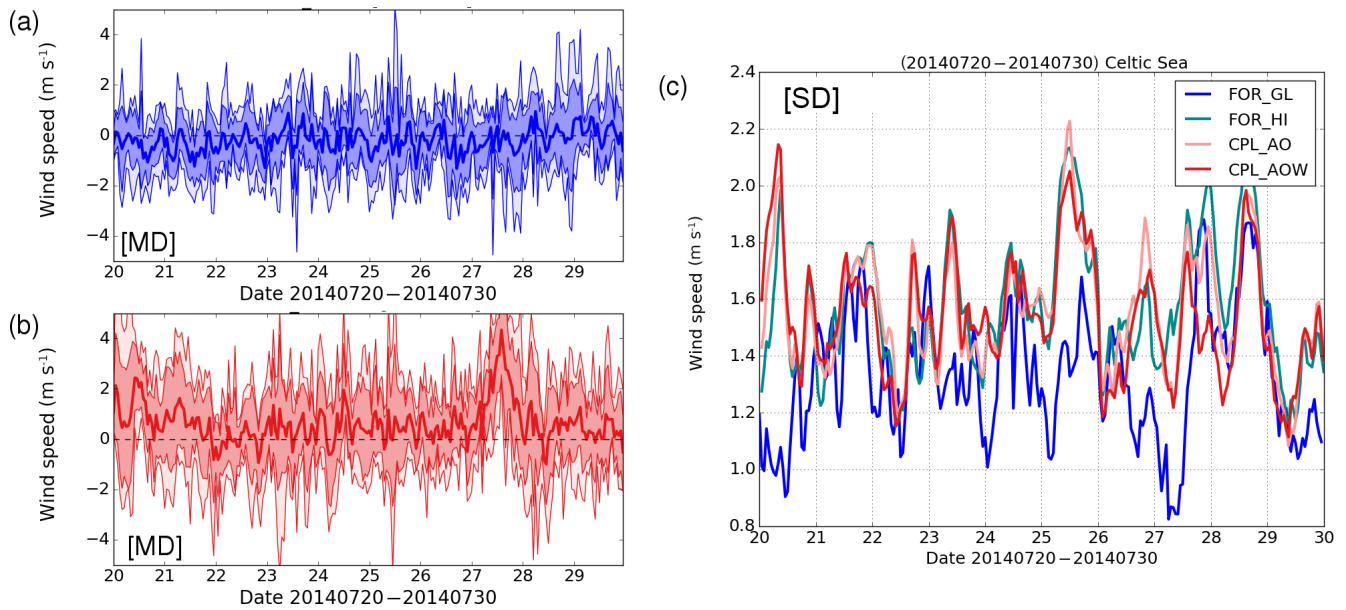 (a)
Wind speed (m s⁻¹)
4
2
0
−2
−4
[MD]
20 21 22 23 24 25 26 27 28 29
Date 20140720−20140730
(b)
Wind speed (m s⁻¹)
4
2
0
−2
−4
[MD]
20 21 22 23 24 25 26 27 28 29
Date 20140720−20140730
(c)
(20140720−20140730) Celtic Sea
[SD]
FOR_GL
FOR_HI
CPL_AO
CPL_AOW
Wind speed (m s⁻¹)
2.4
2.2
2.0
1.8
1.6
1.4
1.2
1.0
0.8
20 21 22 23 24 25 26 27 28 29 30
Date 20140720−20140730